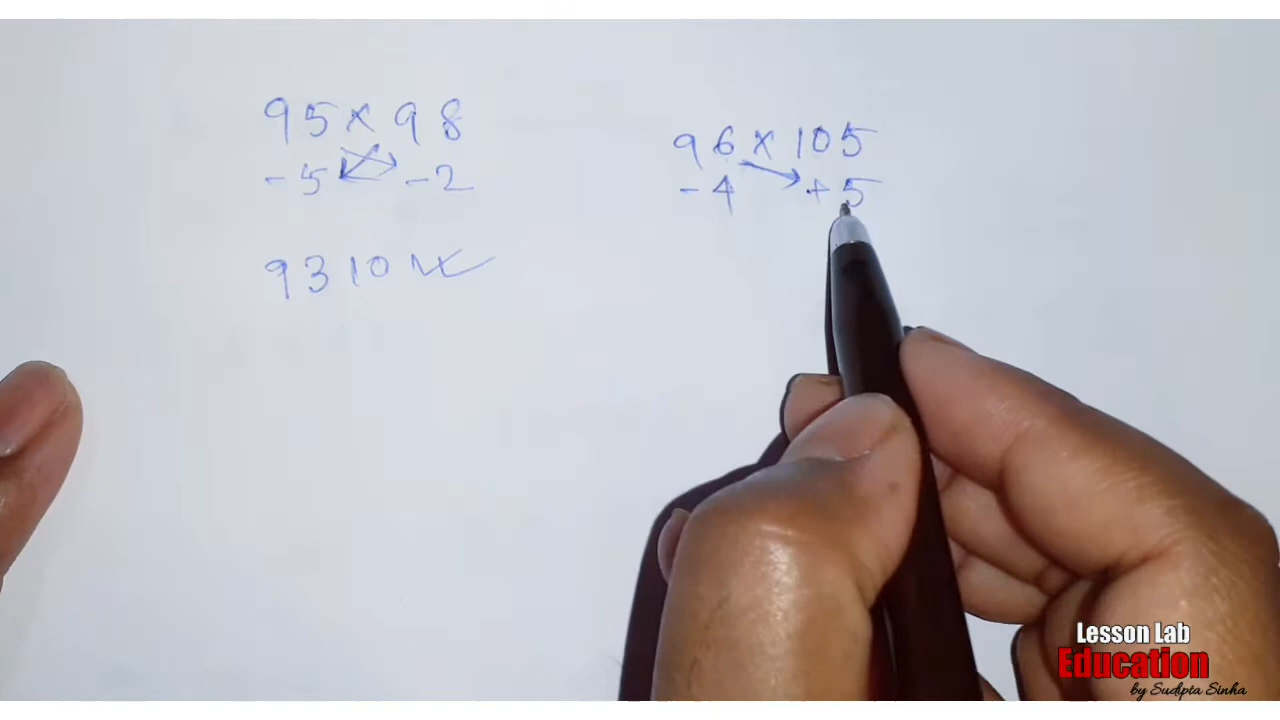 95 × 98
-5 -2
9310
96 × 105
-4 +5
Lesson Lab
Education
by Sudipta Sinha